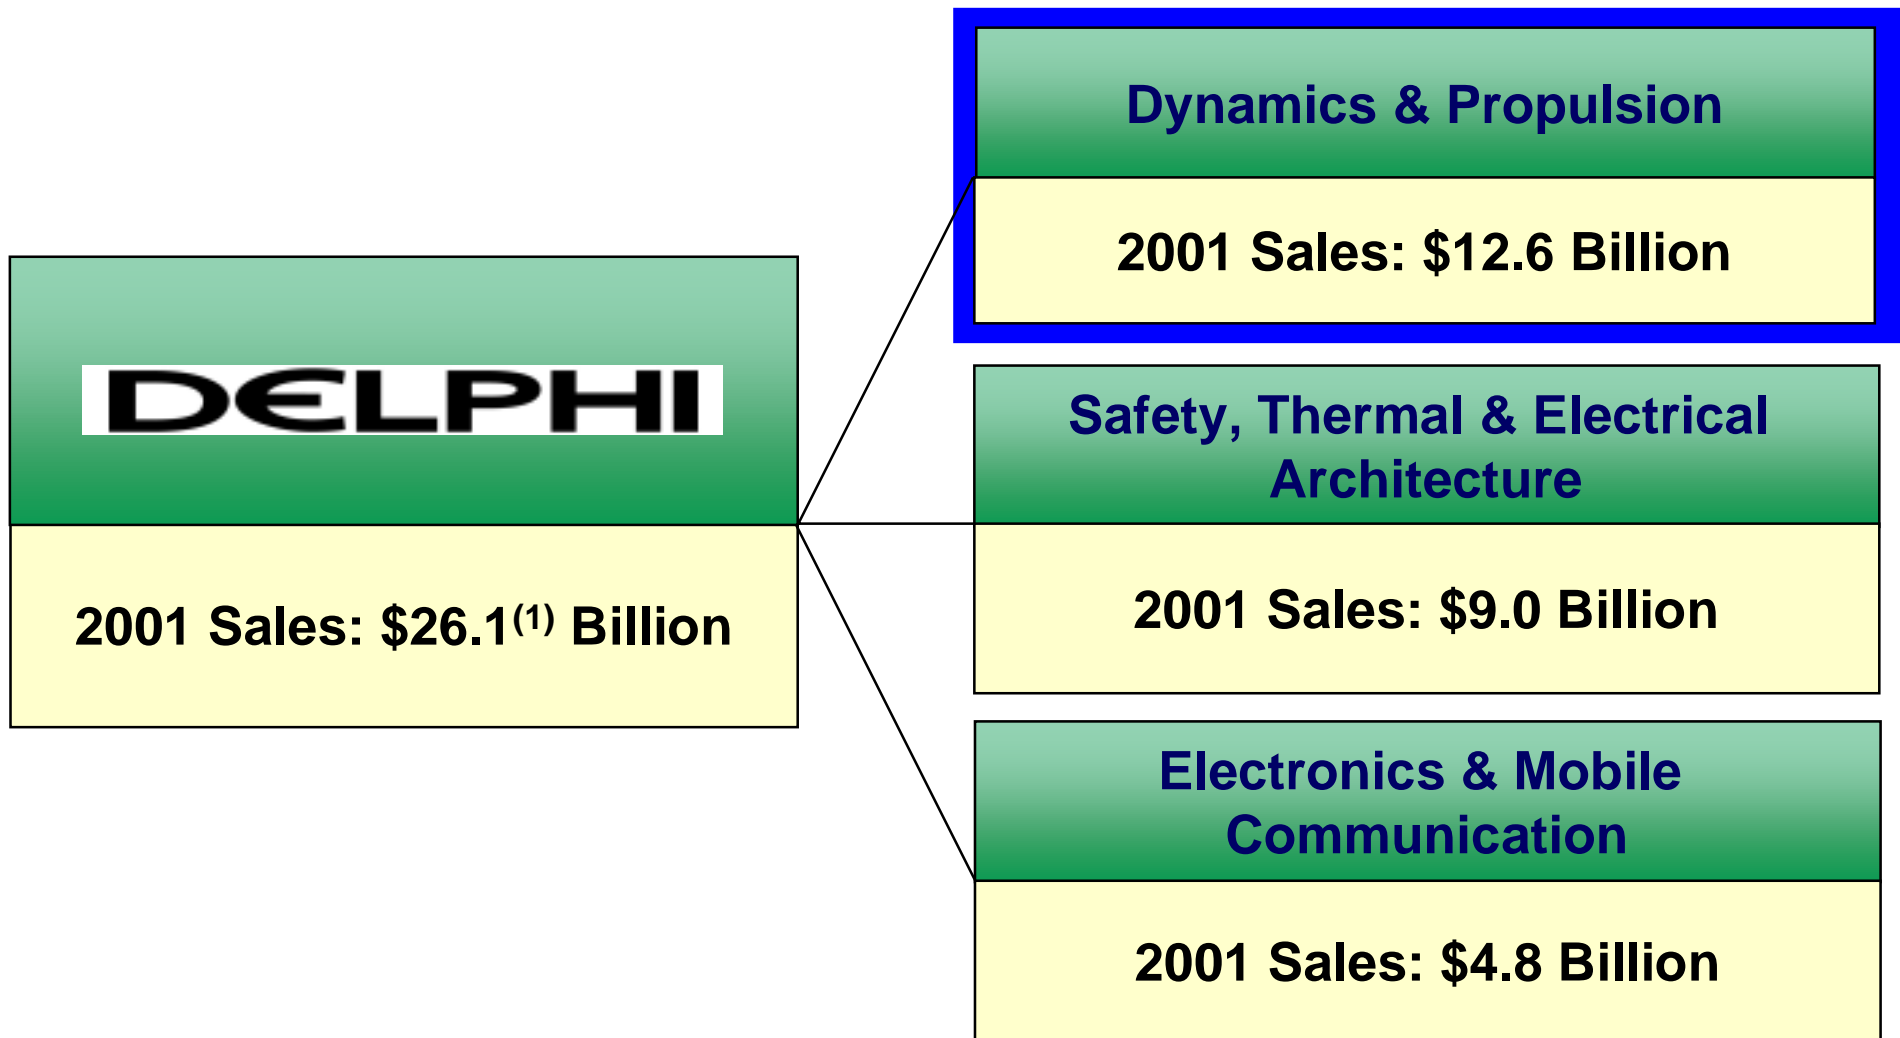 DELPHI
2001 Sales: $26.1(1) Billion
Dynamics & Propulsion
2001 Sales: $12.6 Billion
Safety, Thermal & Electrical
Architecture
2001 Sales: $9.0 Billion
Electronics & Mobile
Communication
2001 Sales: $4.8 Billion